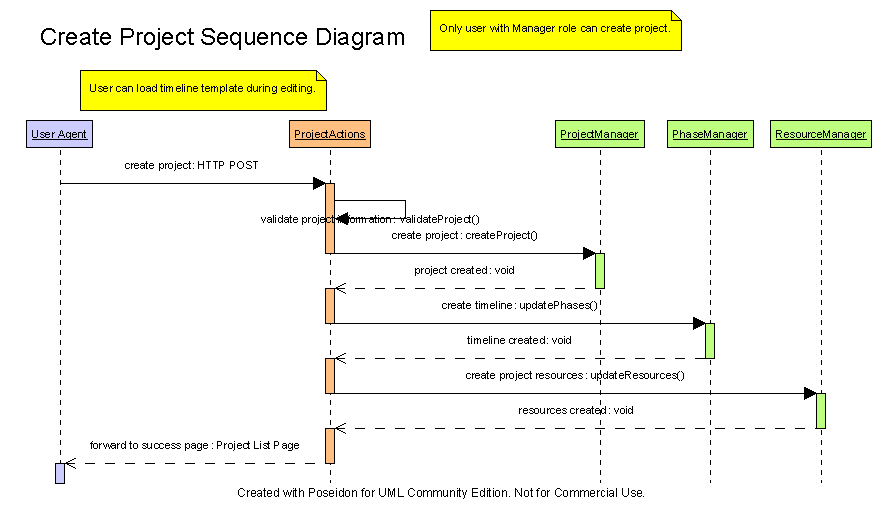 Create Project Sequence Diagram
Only user with Manager role can create project.
User can load timeline template during editing.
User Agent
ProjectActions
ProjectManager
PhaseManager
ResourceManager
create project: HTTP POST
validate project information : validateProject()
create project : createProject()
project created : void
create timeline : updatePhases()
timeline created : void
create project resources : updateResources()
resources created : void
forward to success page : Project List Page
Created with Poseidon for UML Community Edition. Not for Commercial Use.